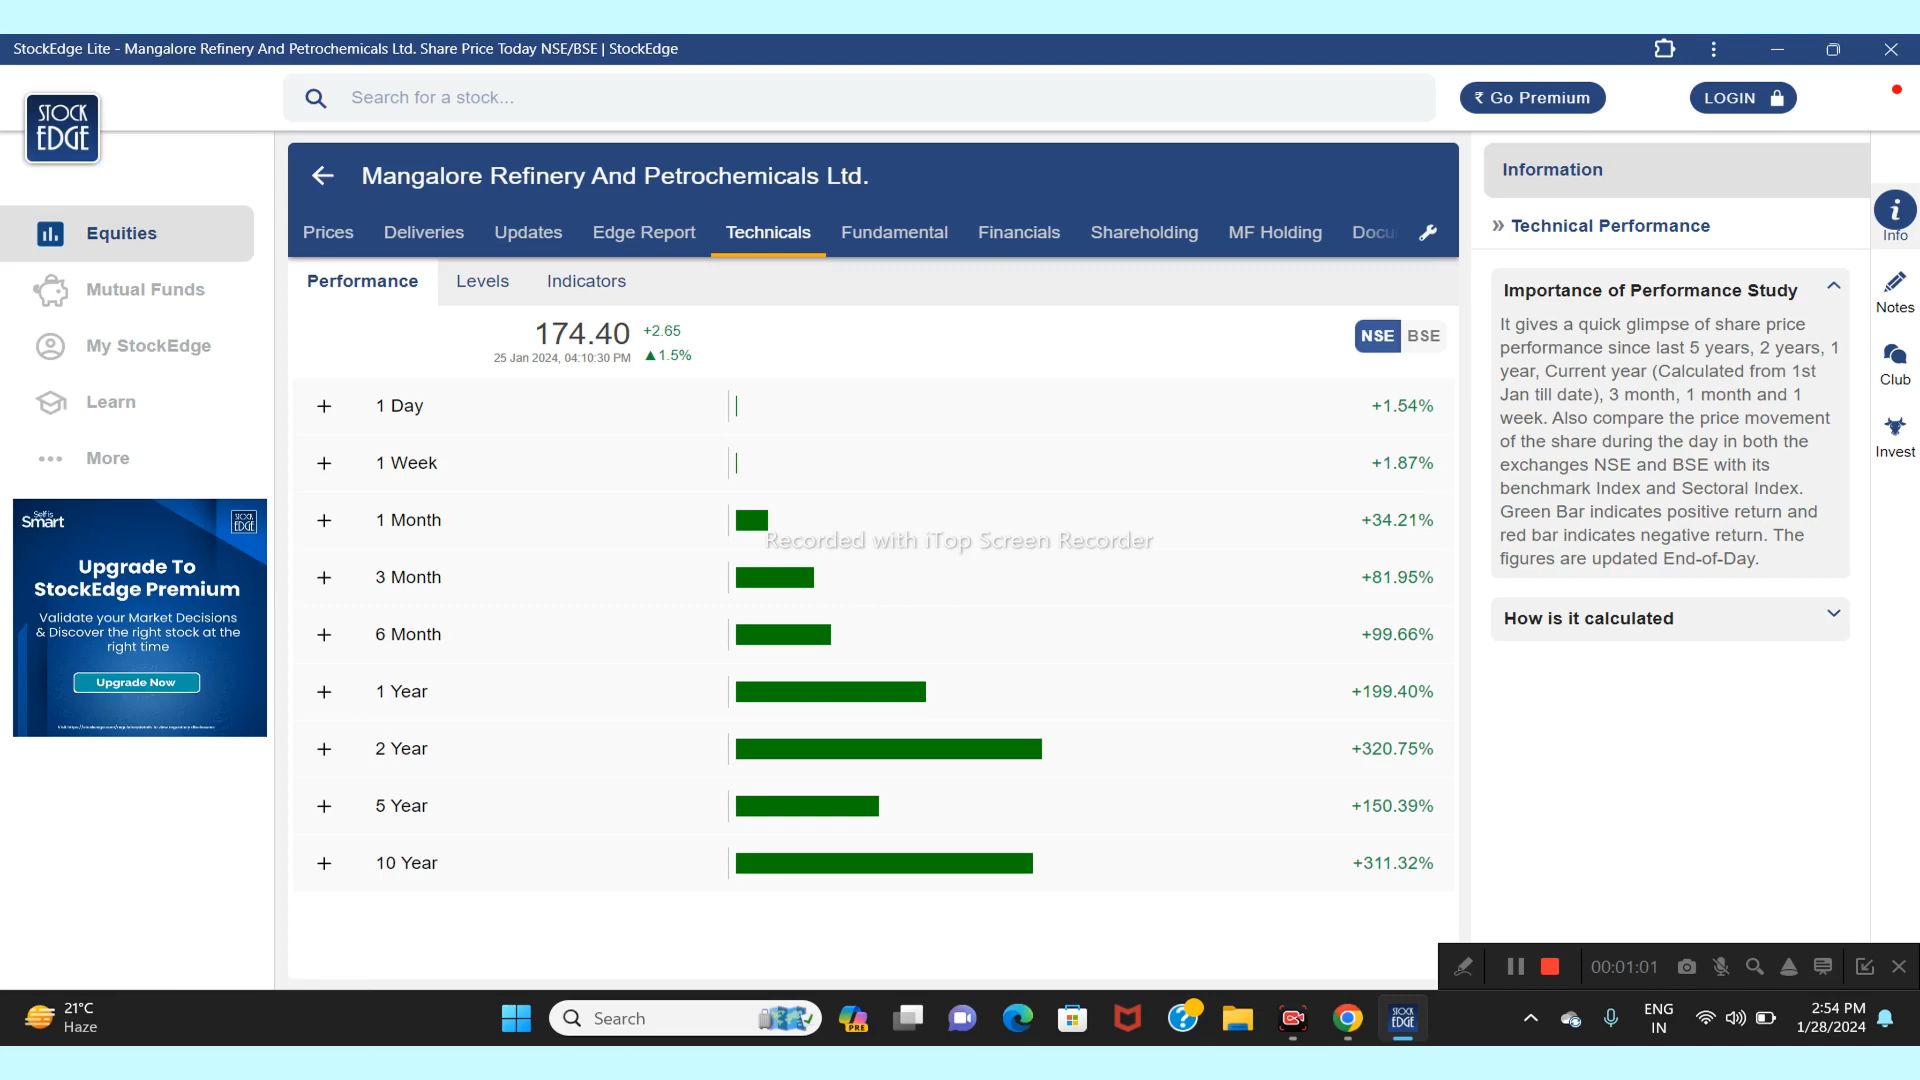 StockEdge Lite - Mangalore Refinery And Petrochemicals Ltd. Share Price Today NSE/BSE | StockEdge
STOCK
EDGE
Search for a stock...
₹ Go Premium
LOGIN
Mangalore Refinery And Petrochemicals Ltd.
Prices Deliveries Updates Edge Report Technicals Fundamental Financials Shareholding MF Holding Docu
Performance Levels Indicators
174.40 +2.65
25 Jan 2024, 04:10:30 PM ▲1.5%
NSE BSE
1 Day +1.54%
1 Week +1.87%
1 Month +34.21%
Recorded with iTop Screen Recorder
3 Month +81.95%
6 Month +99.66%
1 Year +199.40%
2 Year +320.75%
5 Year +150.39%
10 Year +311.32%
Equities
Mutual Funds
My StockEdge
Learn
More
Self is
Smart
STOCK
EDGE
Upgrade To
StockEdge Premium
Validate your Market Decisions
& Discover the right stock at the
right time
Upgrade Now
Information
» Technical Performance
Importance of Performance Study
It gives a quick glimpse of share price
performance since last 5 years, 2 years, 1
year, Current year (Calculated from 1st
Jan till date), 3 month, 1 month and 1
week. Also compare the price movement
of the share during the day in both the
exchanges NSE and BSE with its
benchmark Index and Sectoral Index.
Green Bar indicates positive return and
red bar indicates negative return. The
figures are updated End-of-Day.
How is it calculated
Info
Notes
Club
Invest
00:01:01
21°C
Haze
Search
PRE
STOCK
EDGE
ENG
IN
2:54 PM
1/28/2024